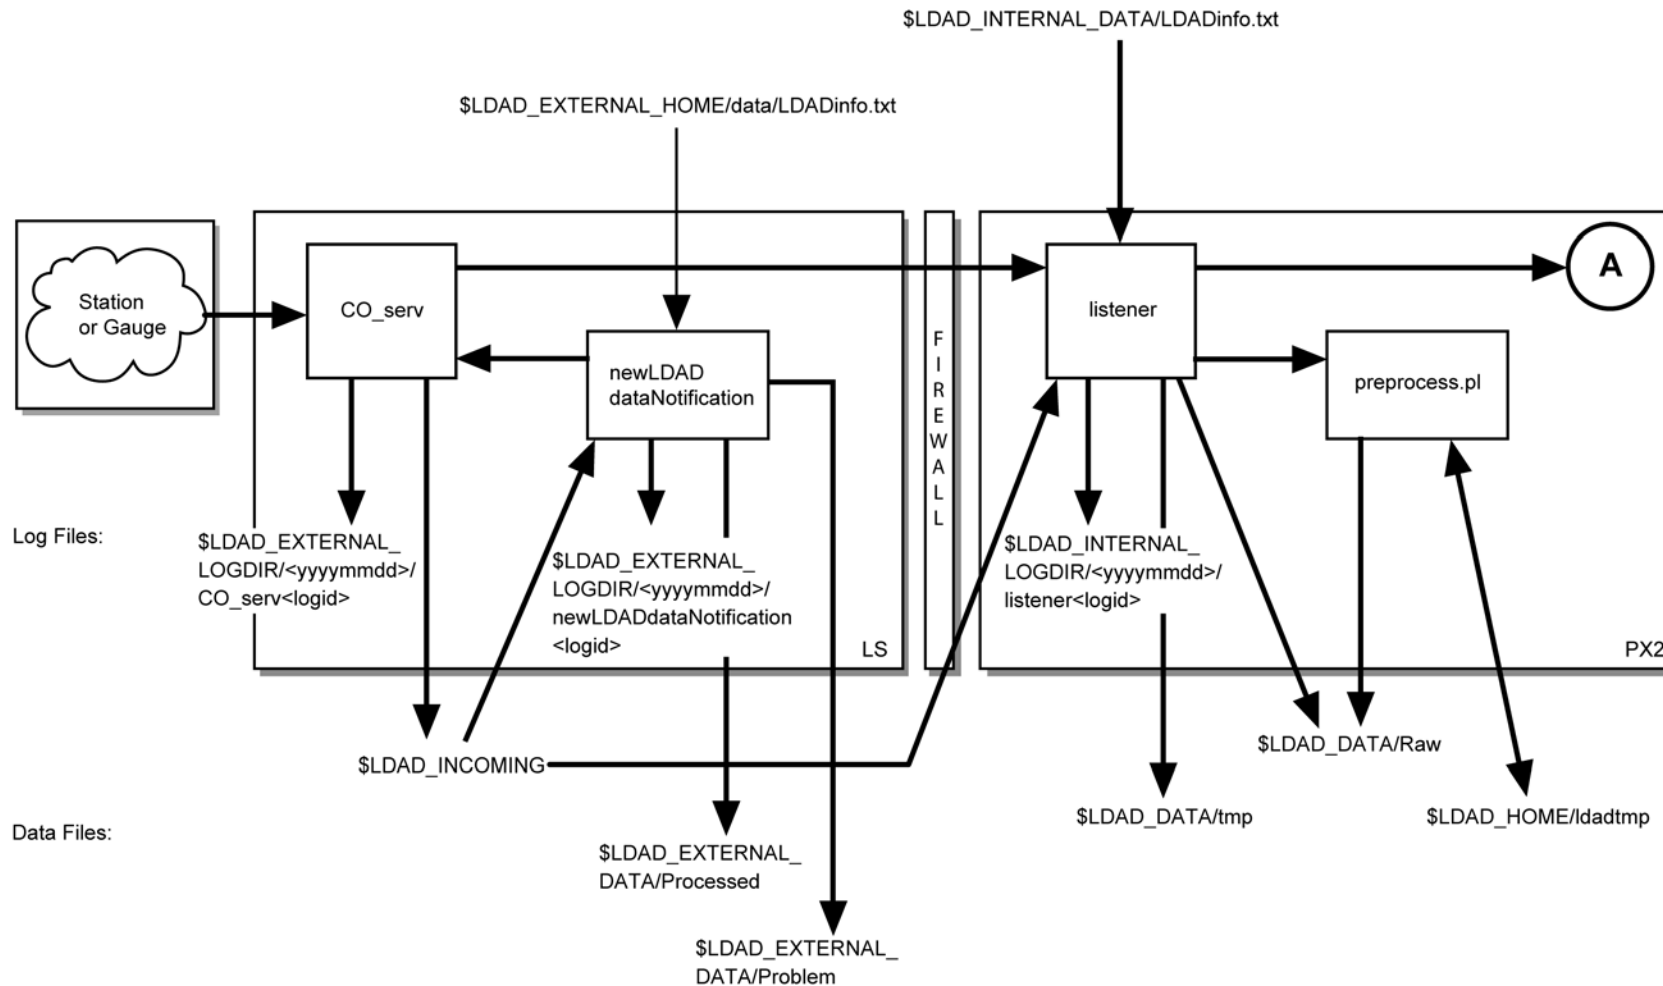 $LDAD_INTERNAL_DATA/LDADinfo.txt
$LDAD_EXTERNAL_HOME/data/LDADinfo.txt
Station
or Gauge
CO_serv
newLDAD
dataNotification
F
I
R
E
W
A
L
L
listener
A
preprocess.pl
Log Files:
$LDAD_EXTERNAL_
LOGDIR/<yyyymmdd>/
CO_serv<logid>
$LDAD_EXTERNAL_
LOGDIR/<yyyymmdd>/
newLDADdataNotification
<logid>
LS
$LDAD_INTERNAL_
LOGDIR/<yyyymmdd>/
listener<logid>
PX2
$LDAD_INCOMING
$LDAD_DATA/Raw
$LDAD_DATA/tmp
$LDAD_HOME/ldadtmp
Data Files:
$LDAD_EXTERNAL_
DATA/Processed
$LDAD_EXTERNAL_
DATA/Problem